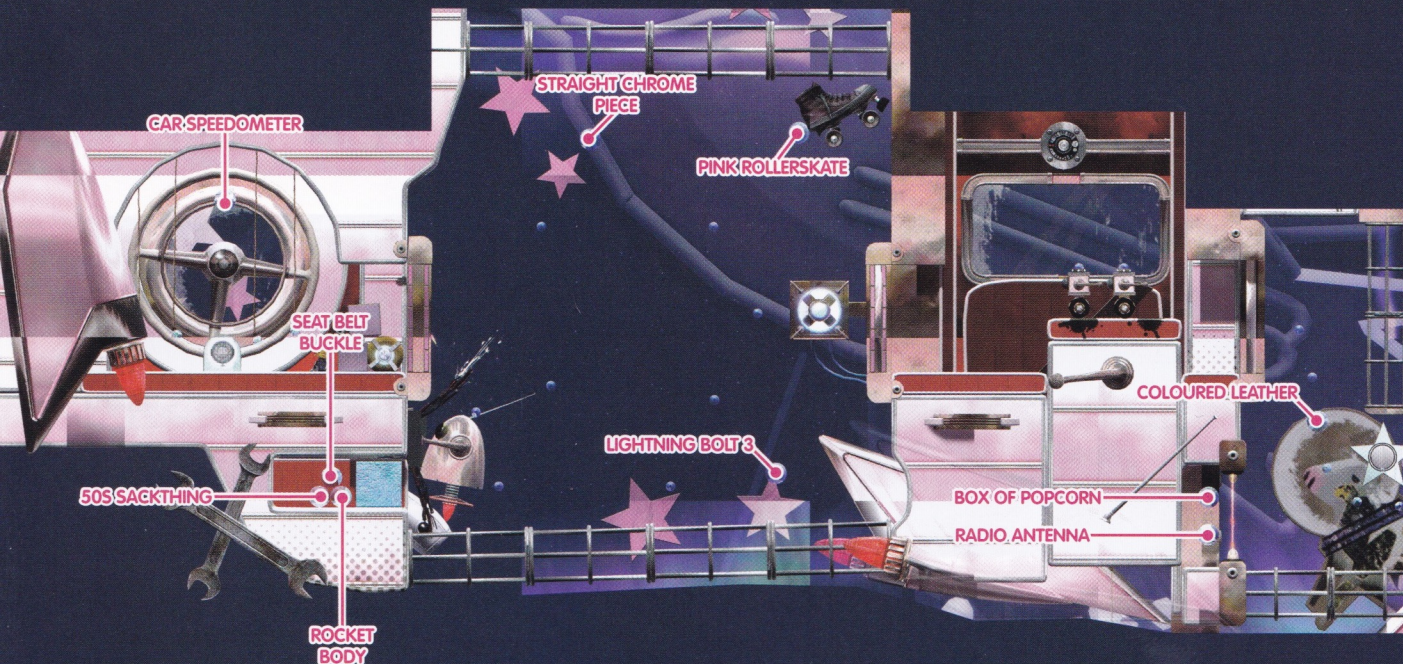 STRAIGHT CHROME
PIECE
CAR SPEEDOMETER
PINK ROLLERSKATE
SEAT BELT
BUCKLE
COLOURED LEATHER
LIGHTNING BOLT 3
50S SACKTHING
BOX OF POPCORN
RADIO ANTENNA
ROCKET
BODY